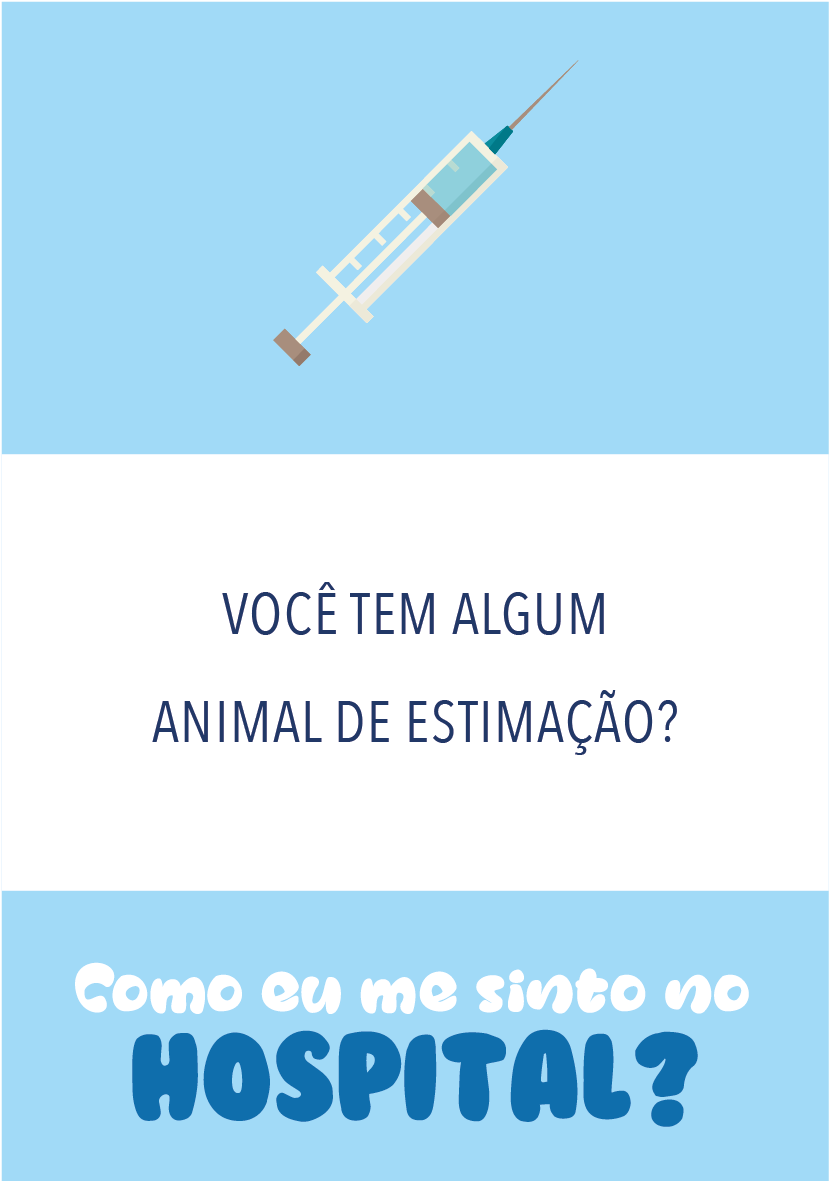 VOCÊ TEM ALGUM
ANIMAL DE ESTIMAÇÃO?
Como eu me sinto no
HOSPITAL?